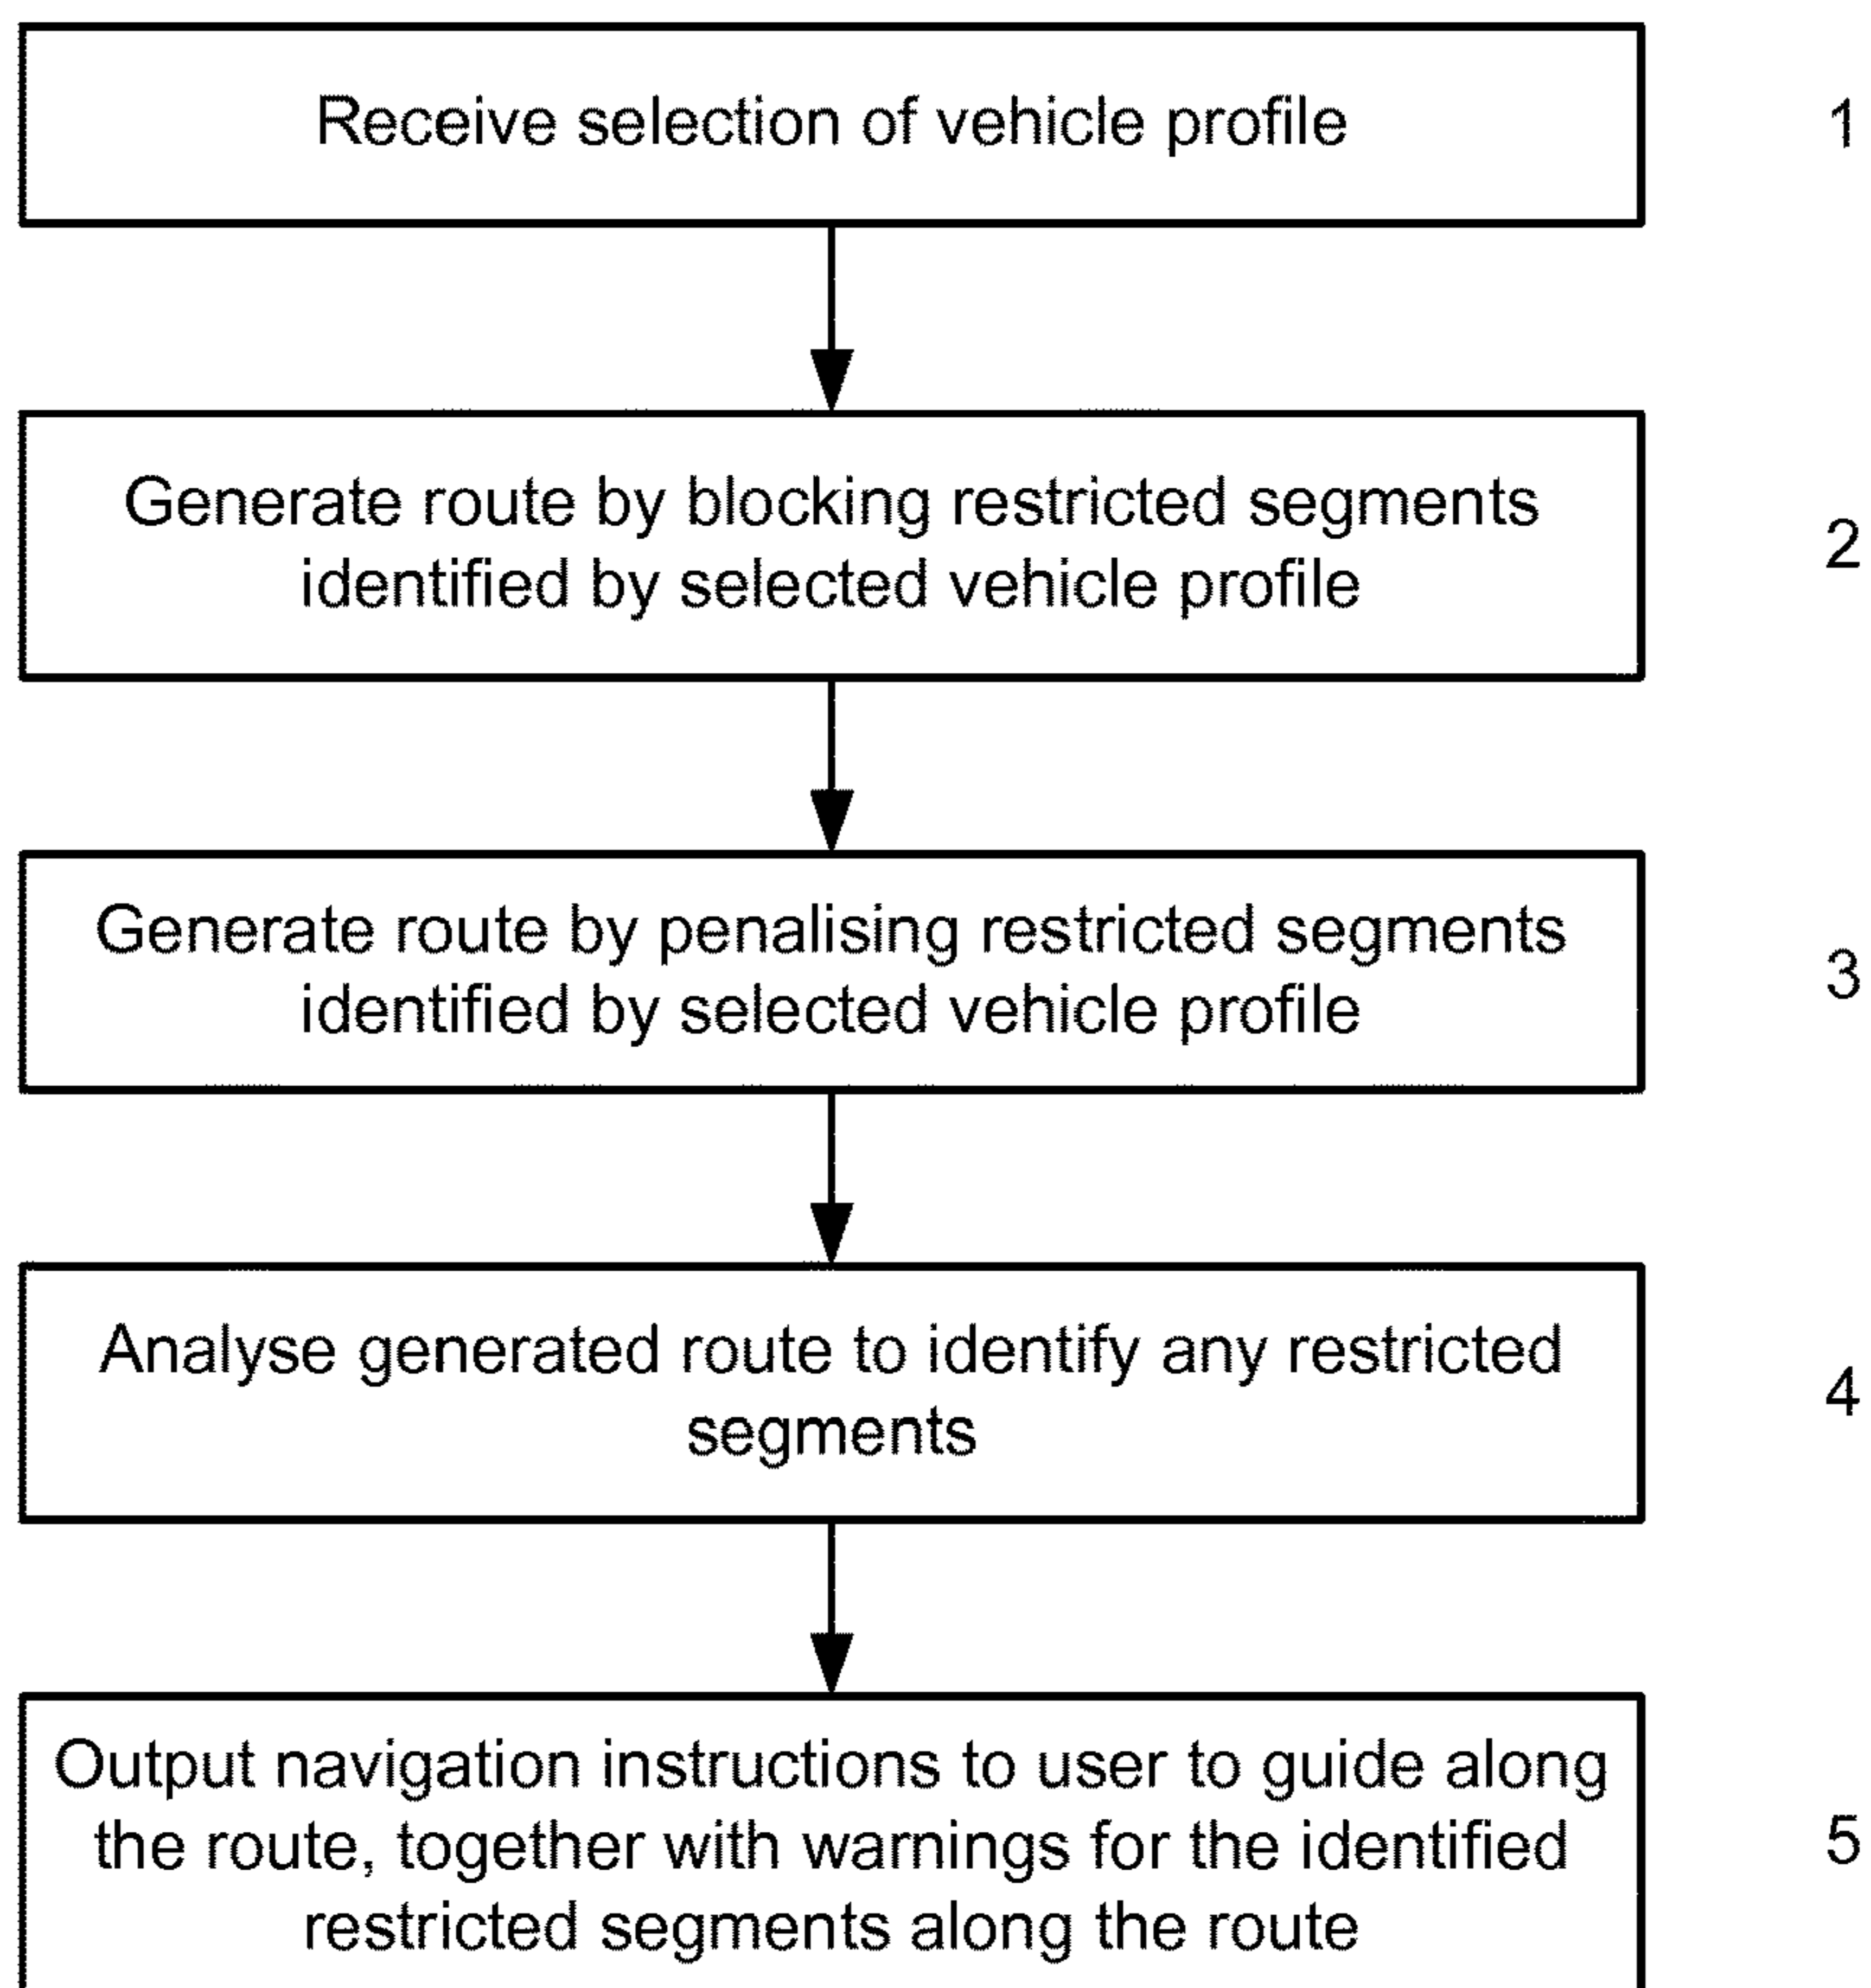 Receive selection of vehicle profile
1
Generate route by blocking restricted segments
identified by selected vehicle profile
2
Generate route by penalising restricted segments
identified by selected vehicle profile
3
Analyse generated route to identify any restricted
segments
4
Output navigation instructions to user to guide along
the route, together with warnings for the identified
restricted segments along the route
5